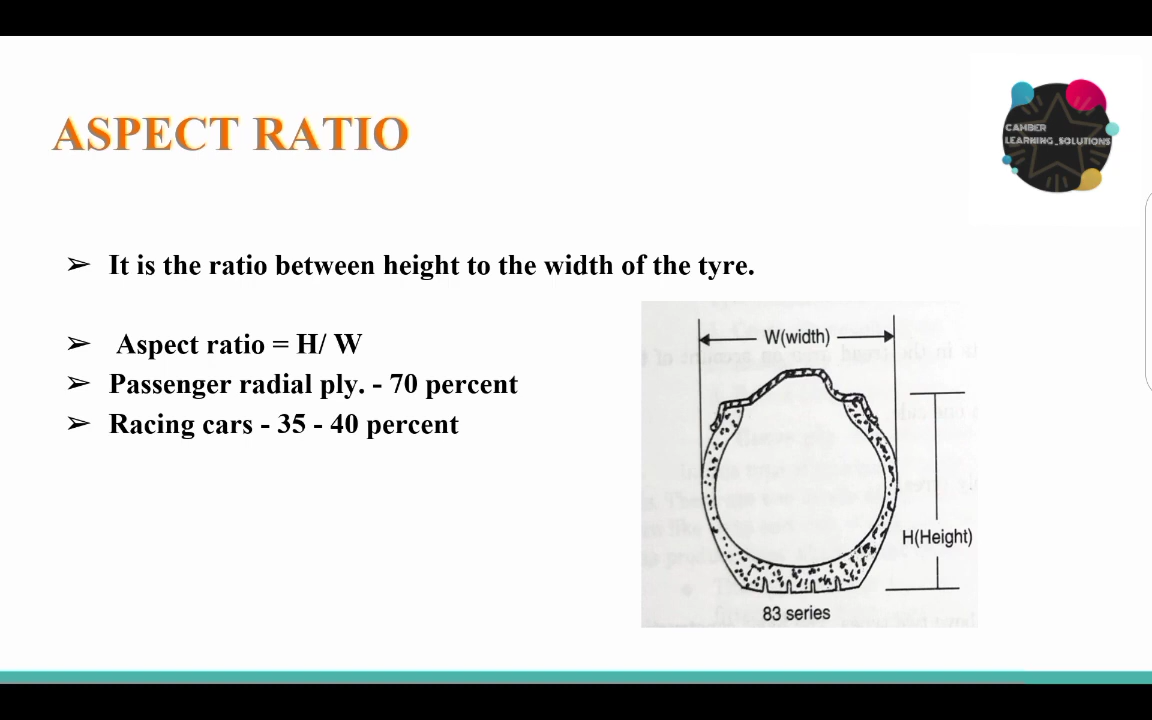 ASPECT RATIO
CAMBER
LEARNING_SOLUTIONS
➢ It is the ratio between height to the width of the tyre.
➢ Aspect ratio = H/ W
➢ Passenger radial ply. - 70 percent
➢ Racing cars - 35 - 40 percent
W(width)
H(Height)
83 series